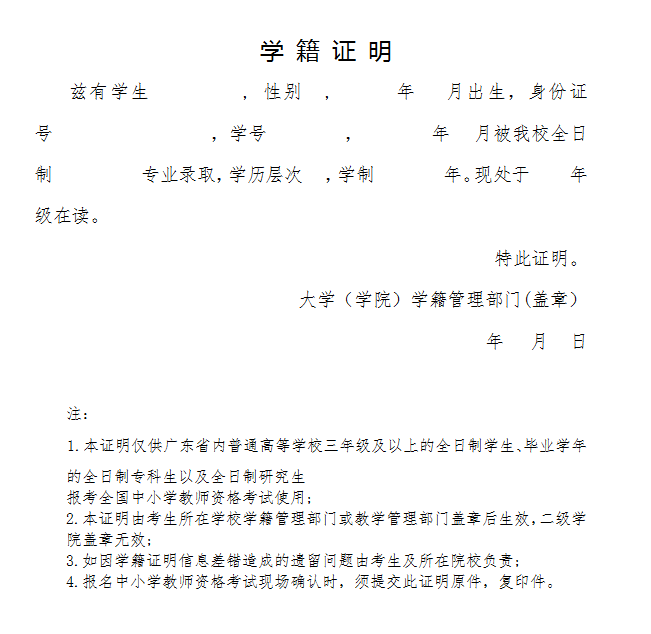 学 籍 证 明
兹有学生 , 性别 , 年 月出生, 身份证
号 , 学号 , 年 月被我校全日
制 专业录取, 学历层次 , 学制 年。现处于 年
级在读。
特此证明。
大学（学院）学籍管理部门(盖章）
年 月 日
注：
1.本证明仅供广东省内普通高等学校三年级及以上的全日制学生、毕业学年
的全日制专科生以及全日制研究生
报考全国中小学教师资格考试使用;
2.本证明由考生所在学校学籍管理部门或教学管理部门盖章后生效,二级学
院盖章无效;
3.如因学籍证明信息差错造成的遗留问题由考生及所在院校负责;
4.报名中小学教师资格考试现场确认时，须提交此证明原件，复印件。